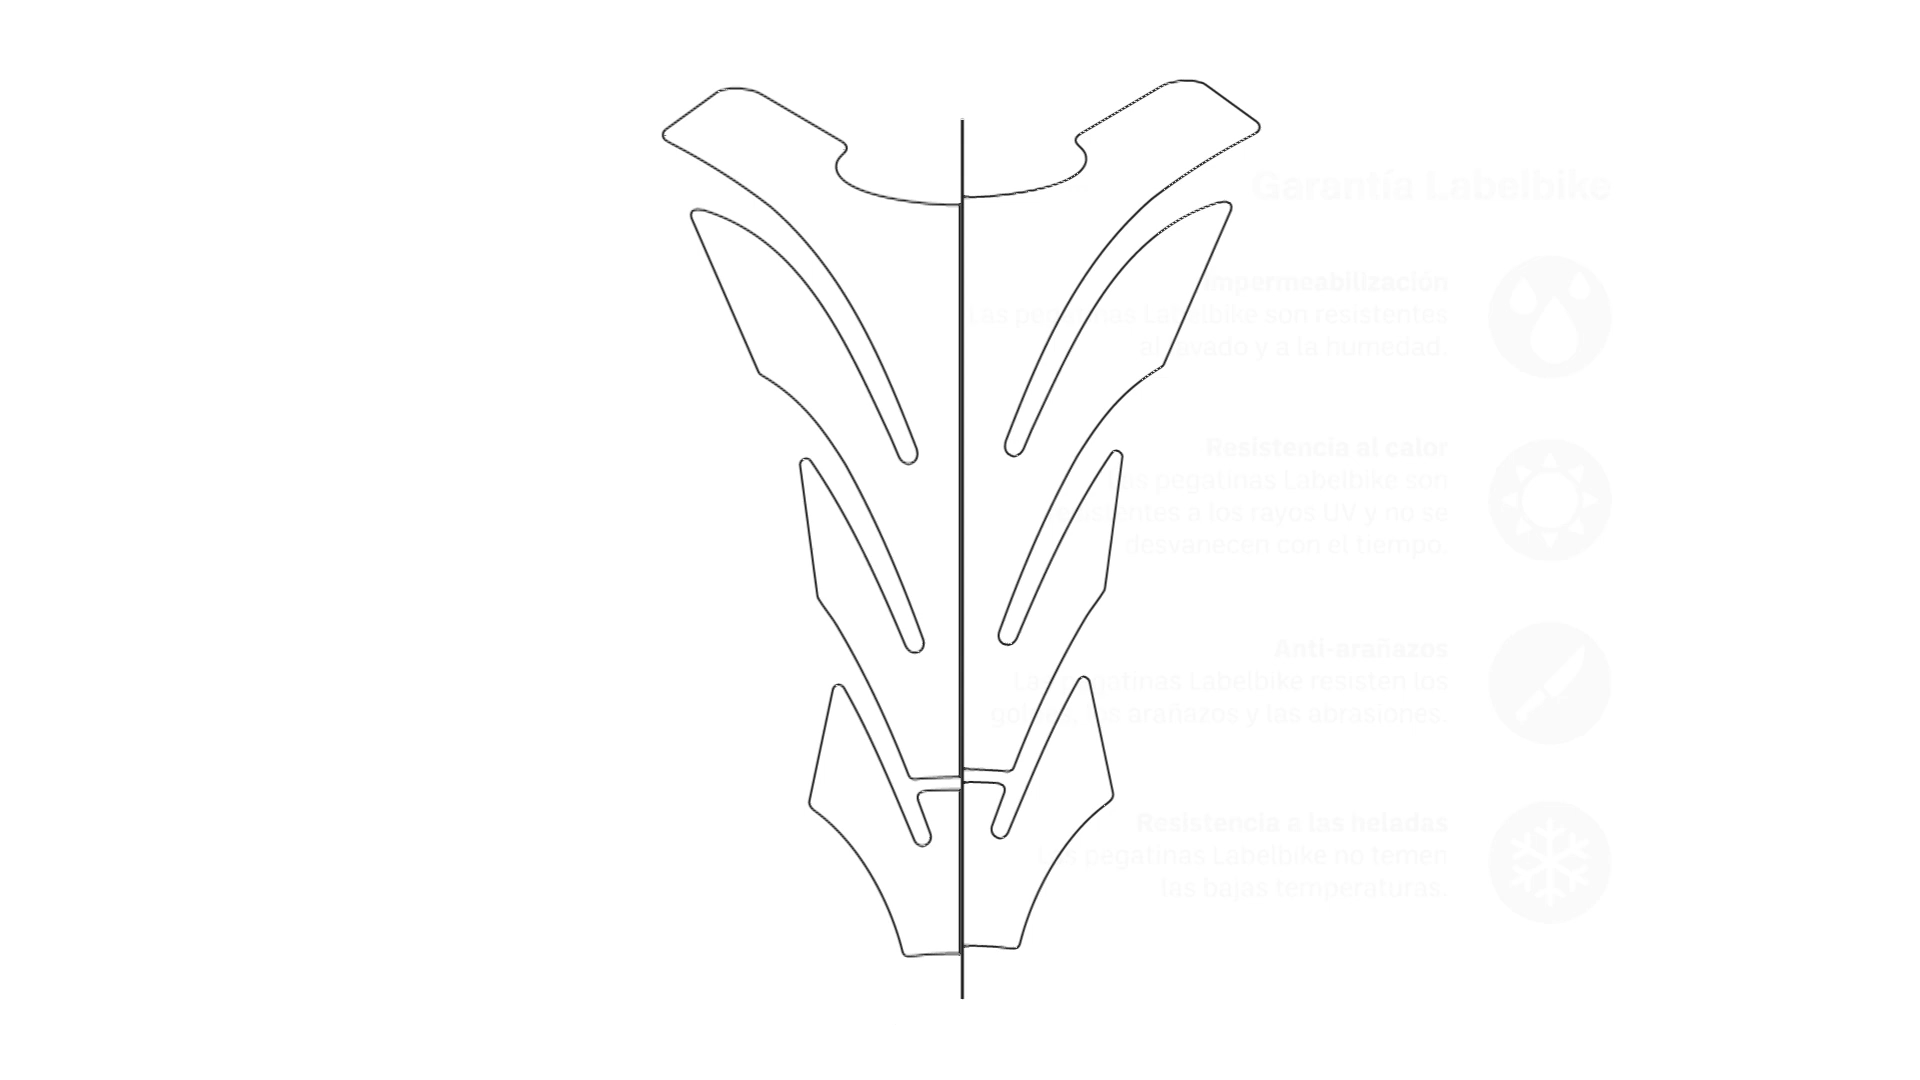 Garantía Labelbike
Impermeabilización
Las pegatinas Labelbike son resistentes
al lavado y a la humedad.
Resistencia al calor
Las pegatinas Labelbike son
resistentes a los rayos UV y no se
desvanecen con el tiempo.
Anti-arañazos
Las pegatinas Labelbike resisten los
golpes, los arañazos y las abrasiones.
Resistencia a las heladas
Las pegatinas Labelbike no temen
las bajas temperaturas.